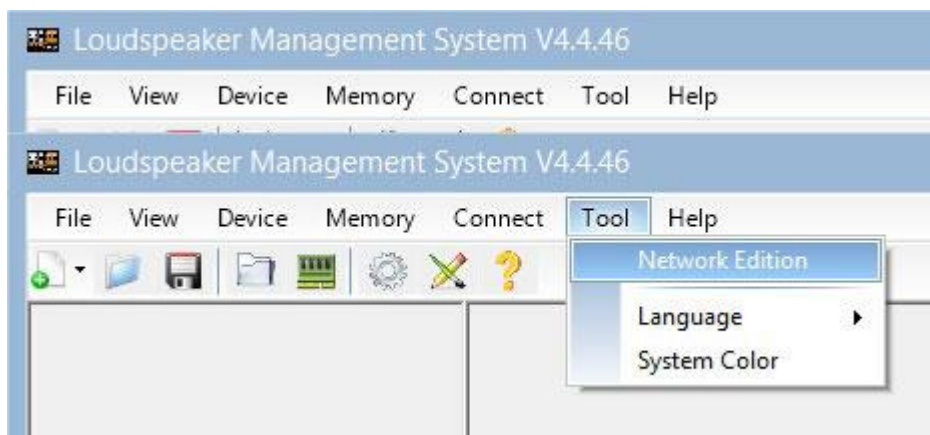 Loudspeaker Management System V4.4.46
File View Device Memory Connect Tool Help
Loudspeaker Management System V4.4.46
File View Device Memory Connect Tool Help
Network Edition
Language
System Color